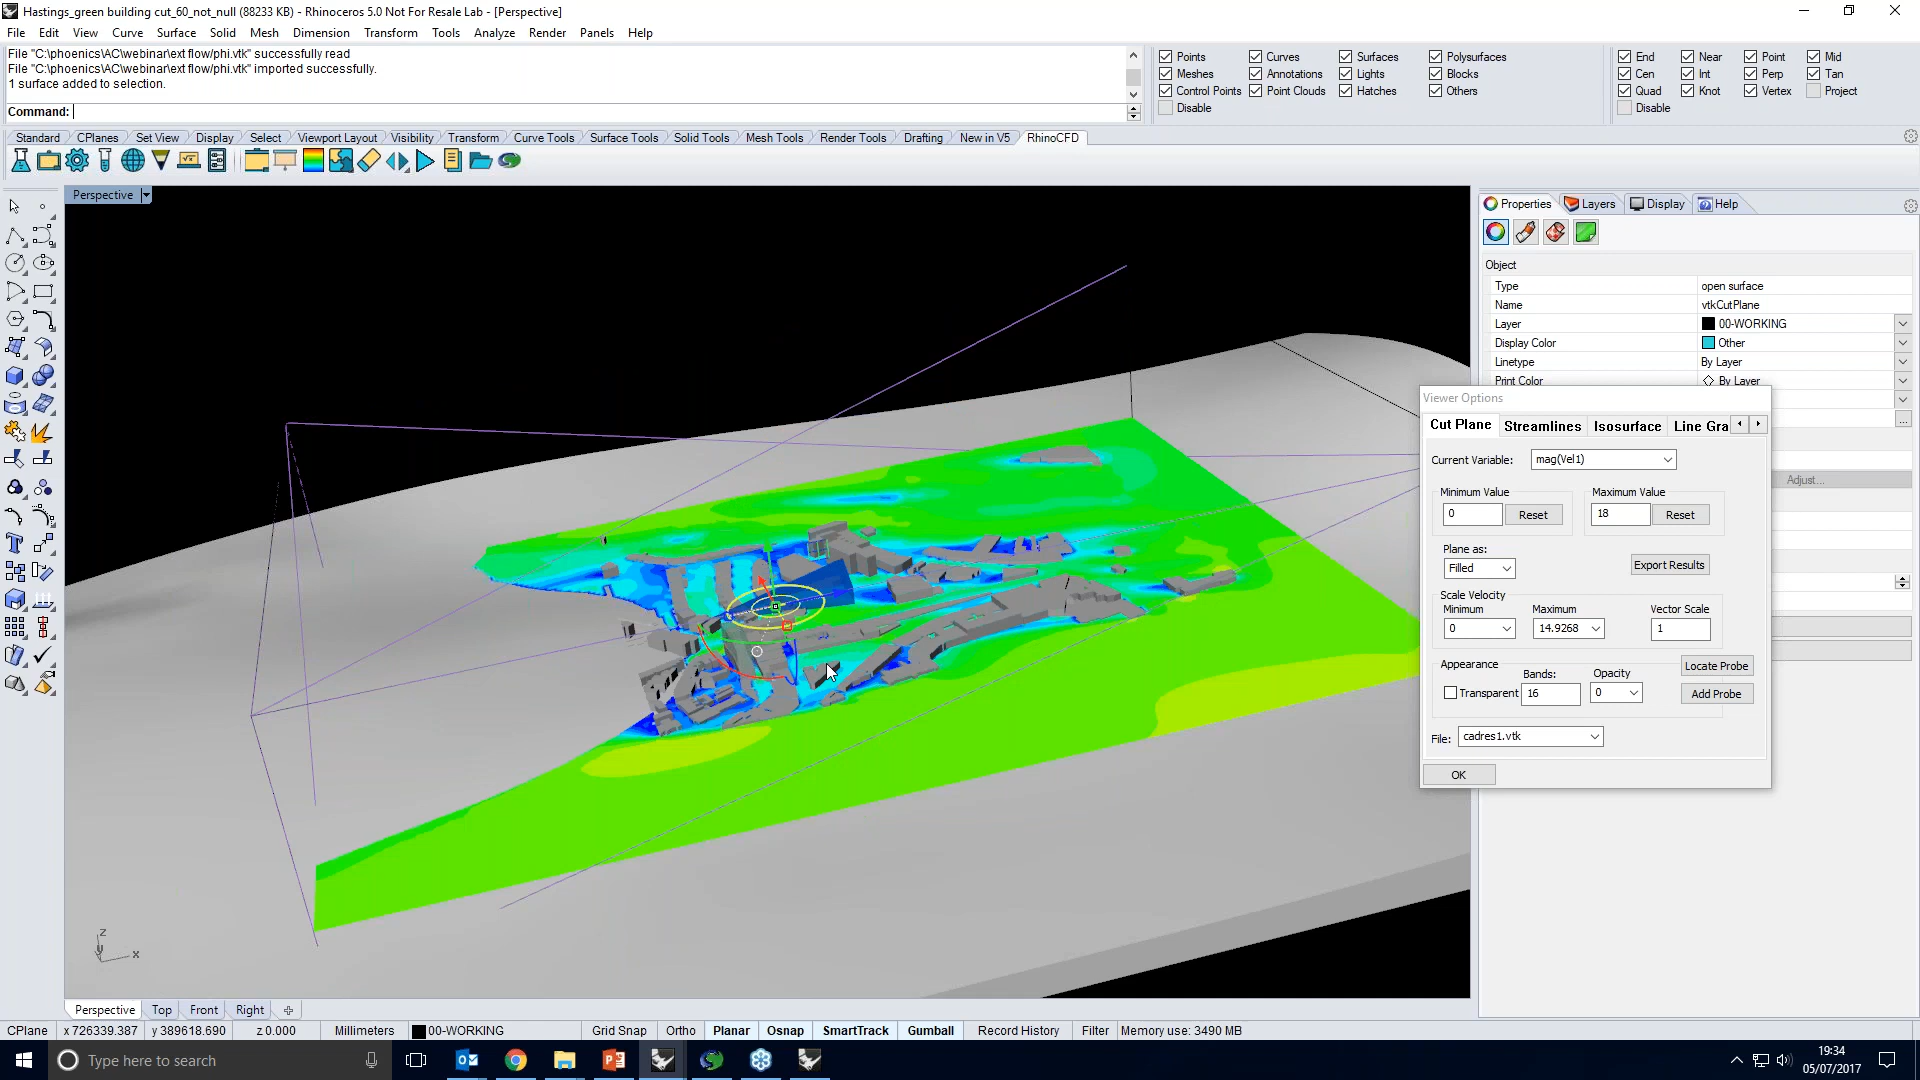 Hastings_green building cut_60_not_null (88233 KB) - Rhinoceros 5.0 Not For Resale Lab - [Perspective]
File Edit View Curve Surface Solid Mesh Dimension Transform Tools Analyze Render Panels Help
File "C:\phoenics\AC\webinar\ext flow/phi.vtk" successfully read
File "C:\phoenics\AC\webinar\ext flow/phi.vtk" imported successfully.
1 surface added to selection.
Command:
Points Curves Surfaces Polysurfaces
Meshes Annotations Lights Blocks
Control Points Point Clouds Hatches Others
Disable
End Near Point Mid
Cen Int Perp Tan
Quad Knot Vertex Project
Disable
Standard CPlanes Set View Display Select Viewport Layout Visibility Transform Curve Tools Surface Tools Solid Tools Mesh Tools Render Tools Drafting New in V5 RhinoCFD
Perspective
Properties Layers Display Help
Object
Type open surface
Name vtkCutPlane
Layer 00-WORKING
Display Color Other
Linetype By Layer
Print Color By Layer
Adjust...
Viewer Options
Cut Plane Streamlines Isosurface Line Gra
Current Variable: mag(Vel1)
Minimum Value Maximum Value
0 Reset 18 Reset
Plane as:
Filled Export Results
Scale Velocity
Minimum Maximum Vector Scale
0 14.9268 1
Appearance Bands: Opacity Locate Probe
Transparent 16 0 Add Probe
File: cadres1.vtk
OK
z
y
x
Perspective Top Front Right
CPlane x 726339.387 y 389618.690 z 0.000 Millimeters 00-WORKING Grid Snap Ortho Planar Osnap SmartTrack Gumball Record History Filter Memory use: 3490 MB
Type here to search
19:34
05/07/2017